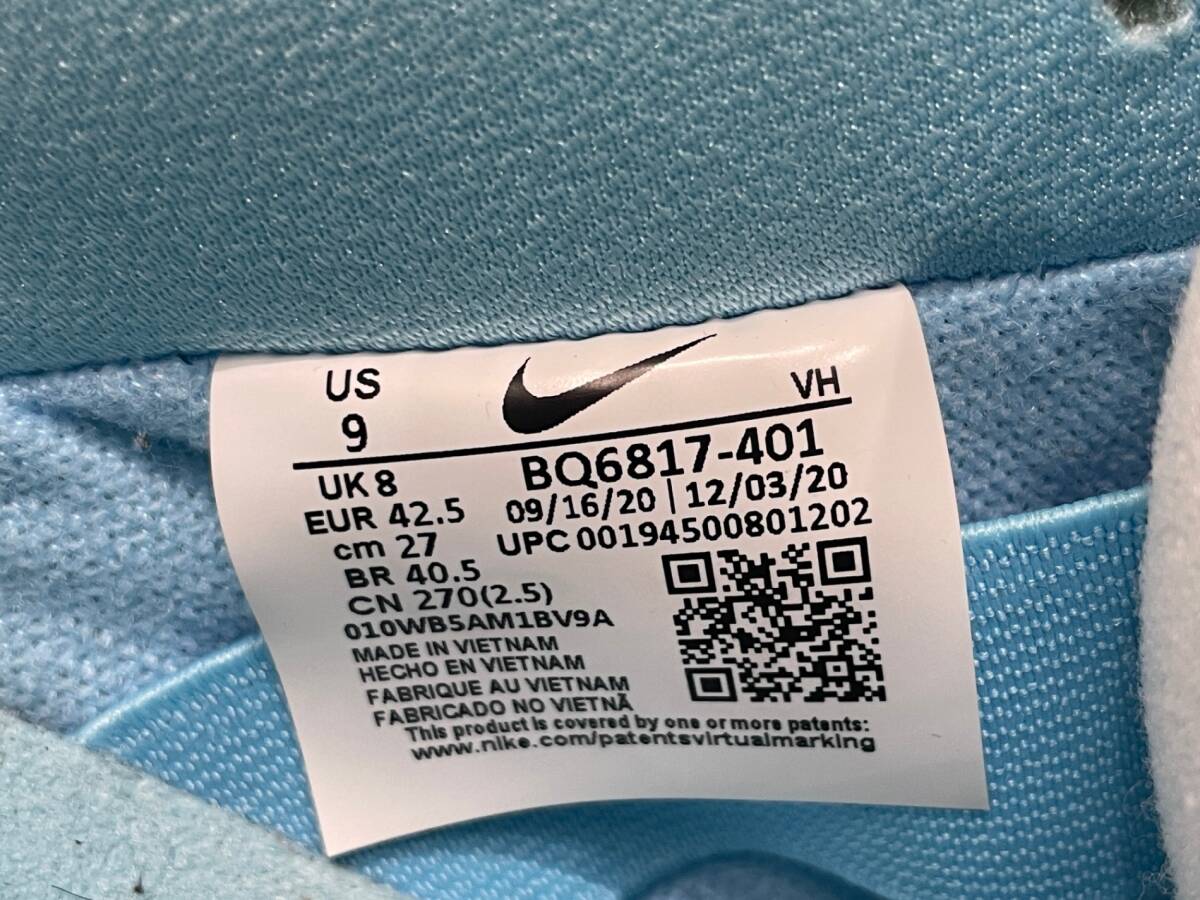 US
9
VH
UK 8
EUR 42.5
cm 27
BR 40.5
CN 270(2.5)
BQ6817-401
09/16/20 | 12/03/20
UPC 00194500801202
010WB5AM1BV9A
MADE IN VIETNAM
HECHO EN VIETNAM
FABRIQUE AU VIETNAM
FABRICADO NO VIETNÃ
This product is covered by one or more patents:
www.nike.com/patentsvirtualmarking